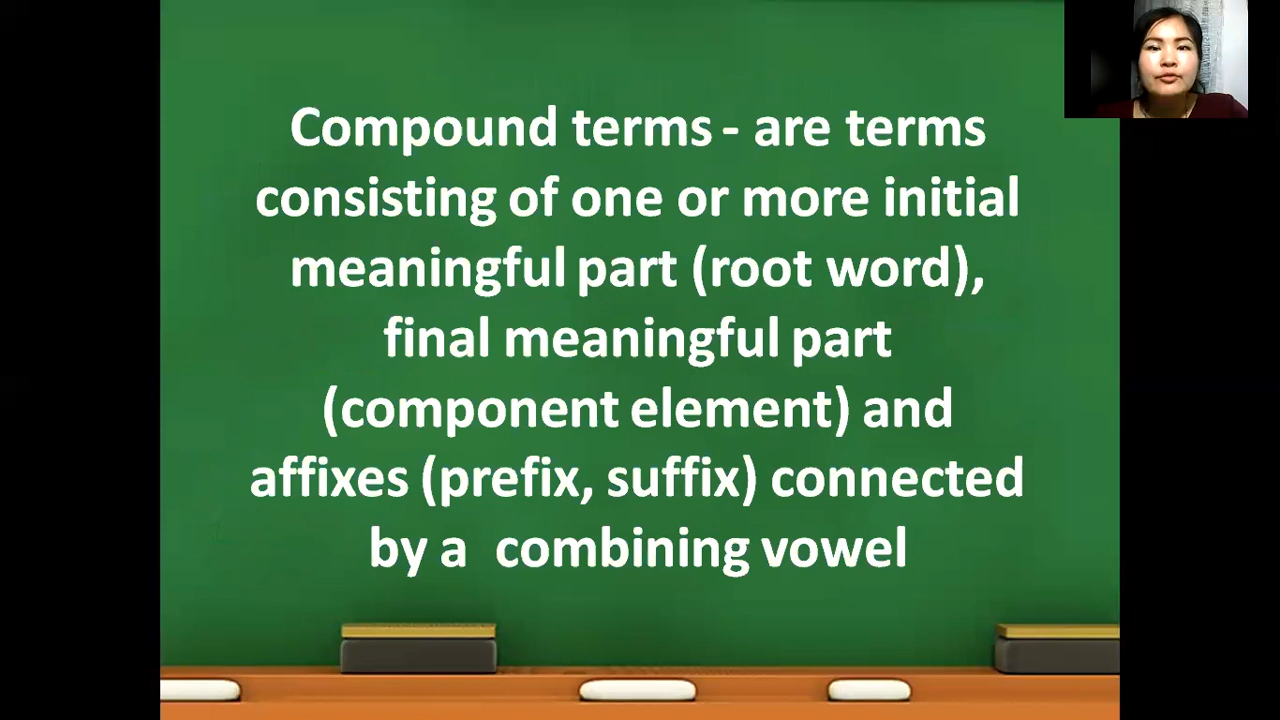 Compound terms - are terms
consisting of one or more initial
meaningful part (root word),
final meaningful part
(component element) and
affixes (prefix, suffix) connected
by a  combining vowel